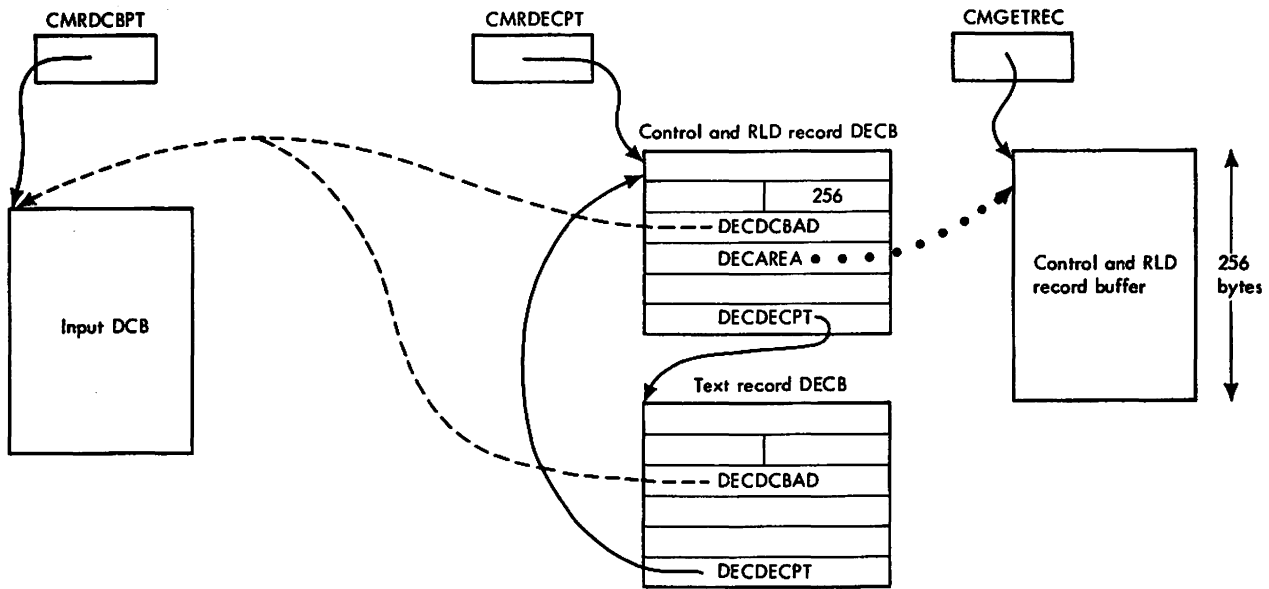 CMRDCBPT
CMRDECPT
CMGETREC
Control and RLD record DECB
256
DECDCBAD
DECAREA
DECDECPT
Input DCB
Control and RLD
record buffer
256
bytes
Text record DECB
DECDCBAD
DECDECPT